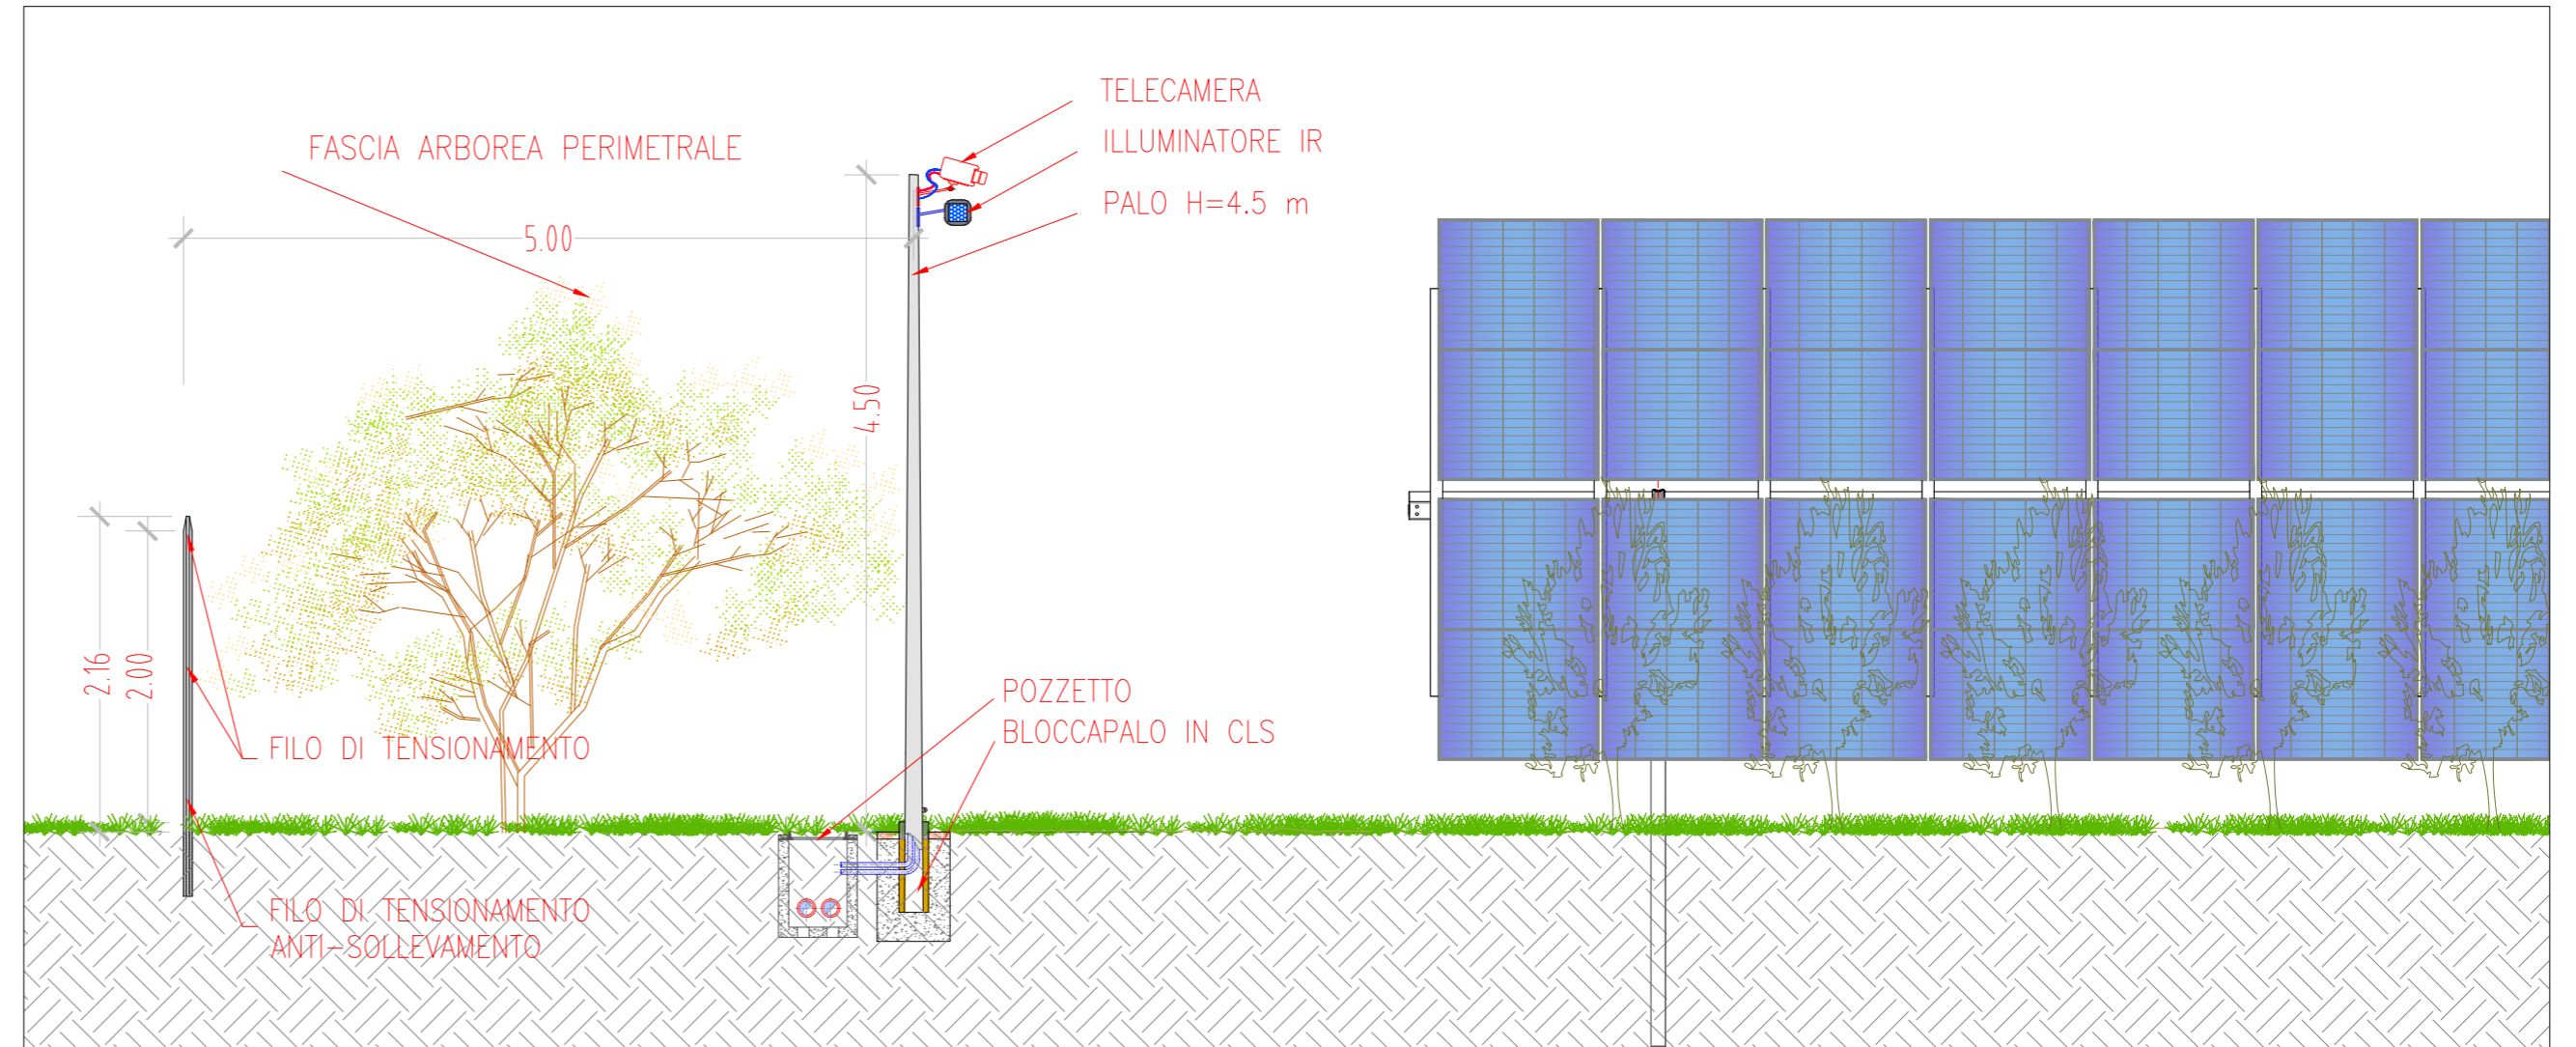 TELECAMERA
FASCIA ARBOREA PERIMETRALE
ILLUMINATORE IR
PALO H=4.5 m
5.00
4.50
2.16
2.00
POZZETTO
BLOCCAPALO IN CLS
FILO DI TENSIONAMENTO
FILO DI TENSIONAMENTO
ANTI-SOLLEVAMENTO